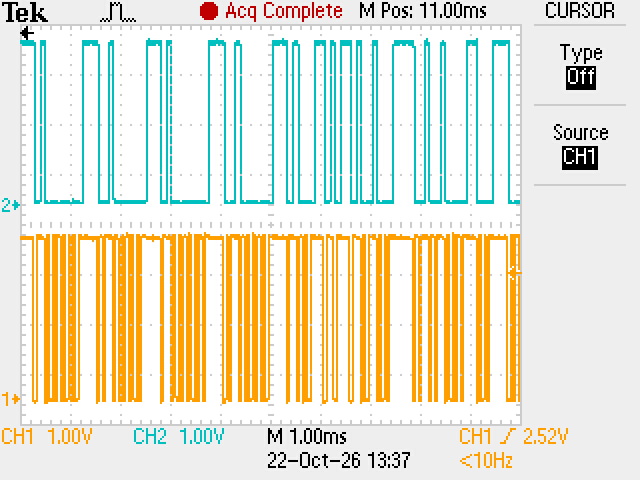 Tek Acq Complete M Pos: 11.00ms CURSOR
Type
Off
Source
CH1
2
1
CH1 1.00V CH2 1.00V M 1.00ms CH1 2.52V
22-Oct-26 13:37 <10Hz